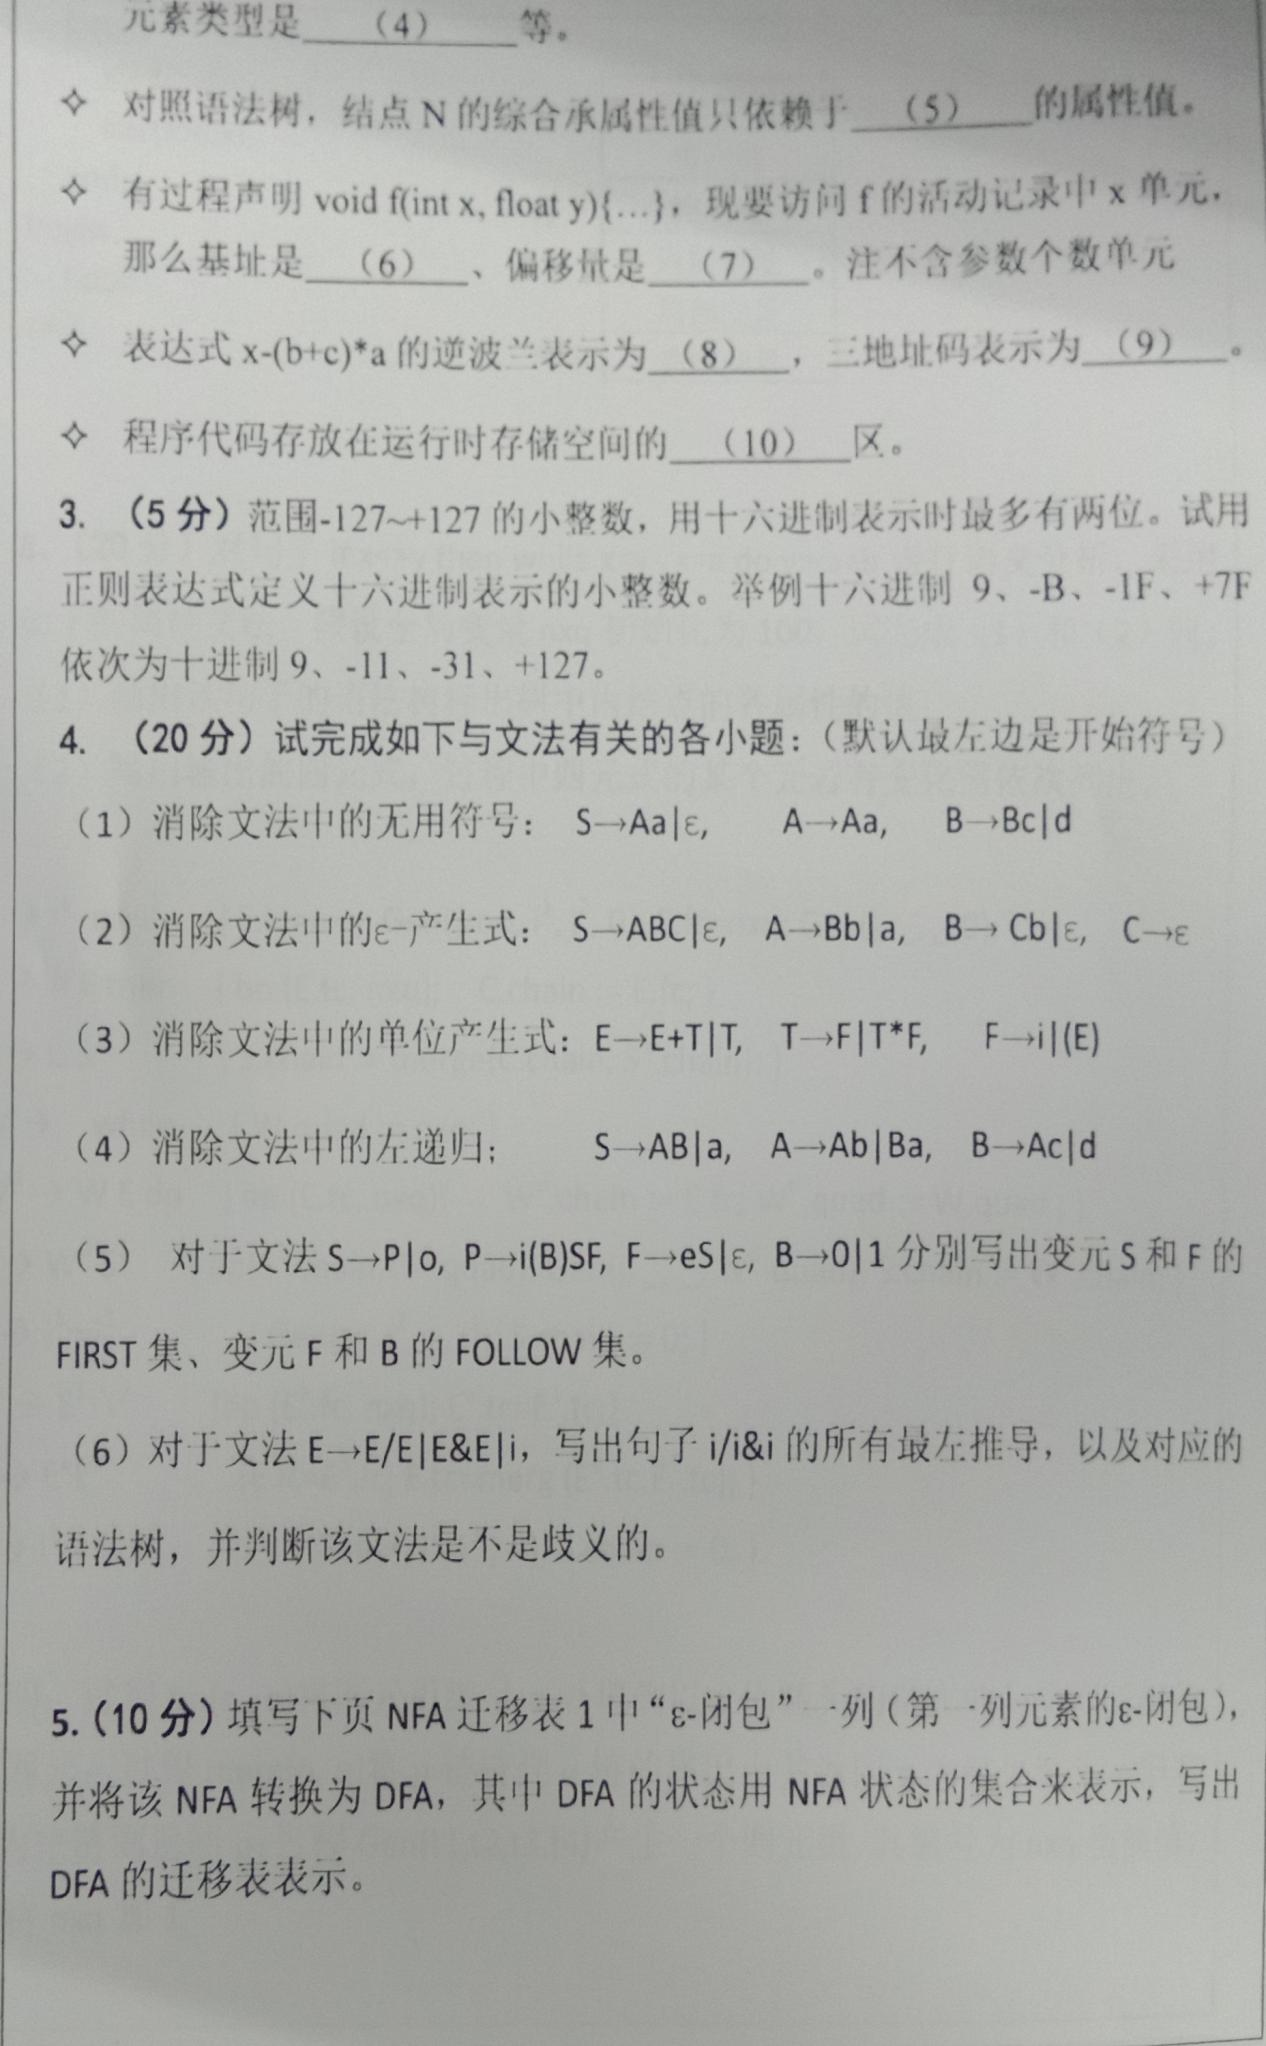 元素类型是 （4） 等。
✧ 对照语法树，结点 N 的综合承属性值只依赖于 （5） 的属性值。
✧ 有过程声明 void f(int x, float y){…}，现要访问 f 的活动记录中 x 单元，
那么基址是 （6） 、偏移量是 （7） 。注不含参数个数单元
✧ 表达式 x-(b+c)*a 的逆波兰表示为 （8） ，三地址码表示为 （9） 。
✧ 程序代码存放在运行时存储空间的 （10） 区。
3. （5 分）范围-127~+127 的小整数，用十六进制表示时最多有两位。试用
正则表达式定义十六进制表示的小整数。举例十六进制 9、-B、-1F、+7F
依次为十进制 9、-11、-31、+127。
4. （20 分）试完成如下与文法有关的各小题：（默认最左边是开始符号）
（1）消除文法中的无用符号： S→Aa|ε, A→Aa, B→Bc|d
（2）消除文法中的ε-产生式： S→ABC|ε, A→Bb|a, B→ Cb|ε, C→ε
（3）消除文法中的单位产生式：E→E+T|T, T→F|T*F, F→i|(E)
（4）消除文法中的左递归； S→AB|a, A→Ab|Ba, B→Ac|d
（5） 对于文法 S→P|o, P→i(B)SF, F→eS|ε, B→0|1 分别写出变元 S 和 F 的
FIRST 集、变元 F 和 B 的 FOLLOW 集。
（6）对于文法 E→E/E|E&E|i，写出句子 i/i&i 的所有最左推导，以及对应的
语法树，并判断该文法是不是歧义的。
5.（10 分）填写下页 NFA 迁移表 1 中“ε-闭包”一列（第一列元素的ε-闭包），
并将该 NFA 转换为 DFA，其中 DFA 的状态用 NFA 状态的集合来表示，写出
DFA 的迁移表表示。